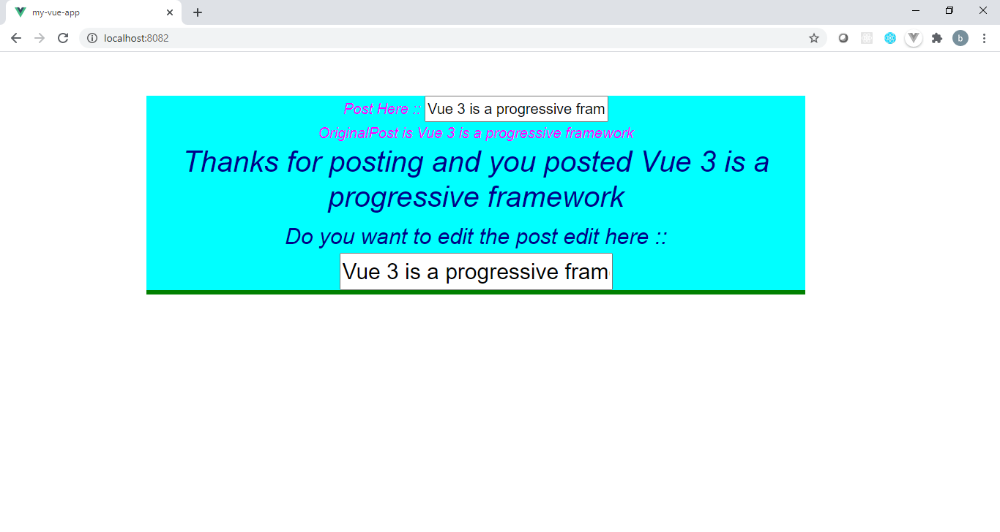 my-vue-app
localhost:8082
b
Post Here :: Vue 3 is a progressive fram
OriginalPost is Vue 3 is a progressive framework
Thanks for posting and you posted Vue 3 is a
progressive framework
Do you want to edit the post edit here ::
Vue 3 is a progressive fram